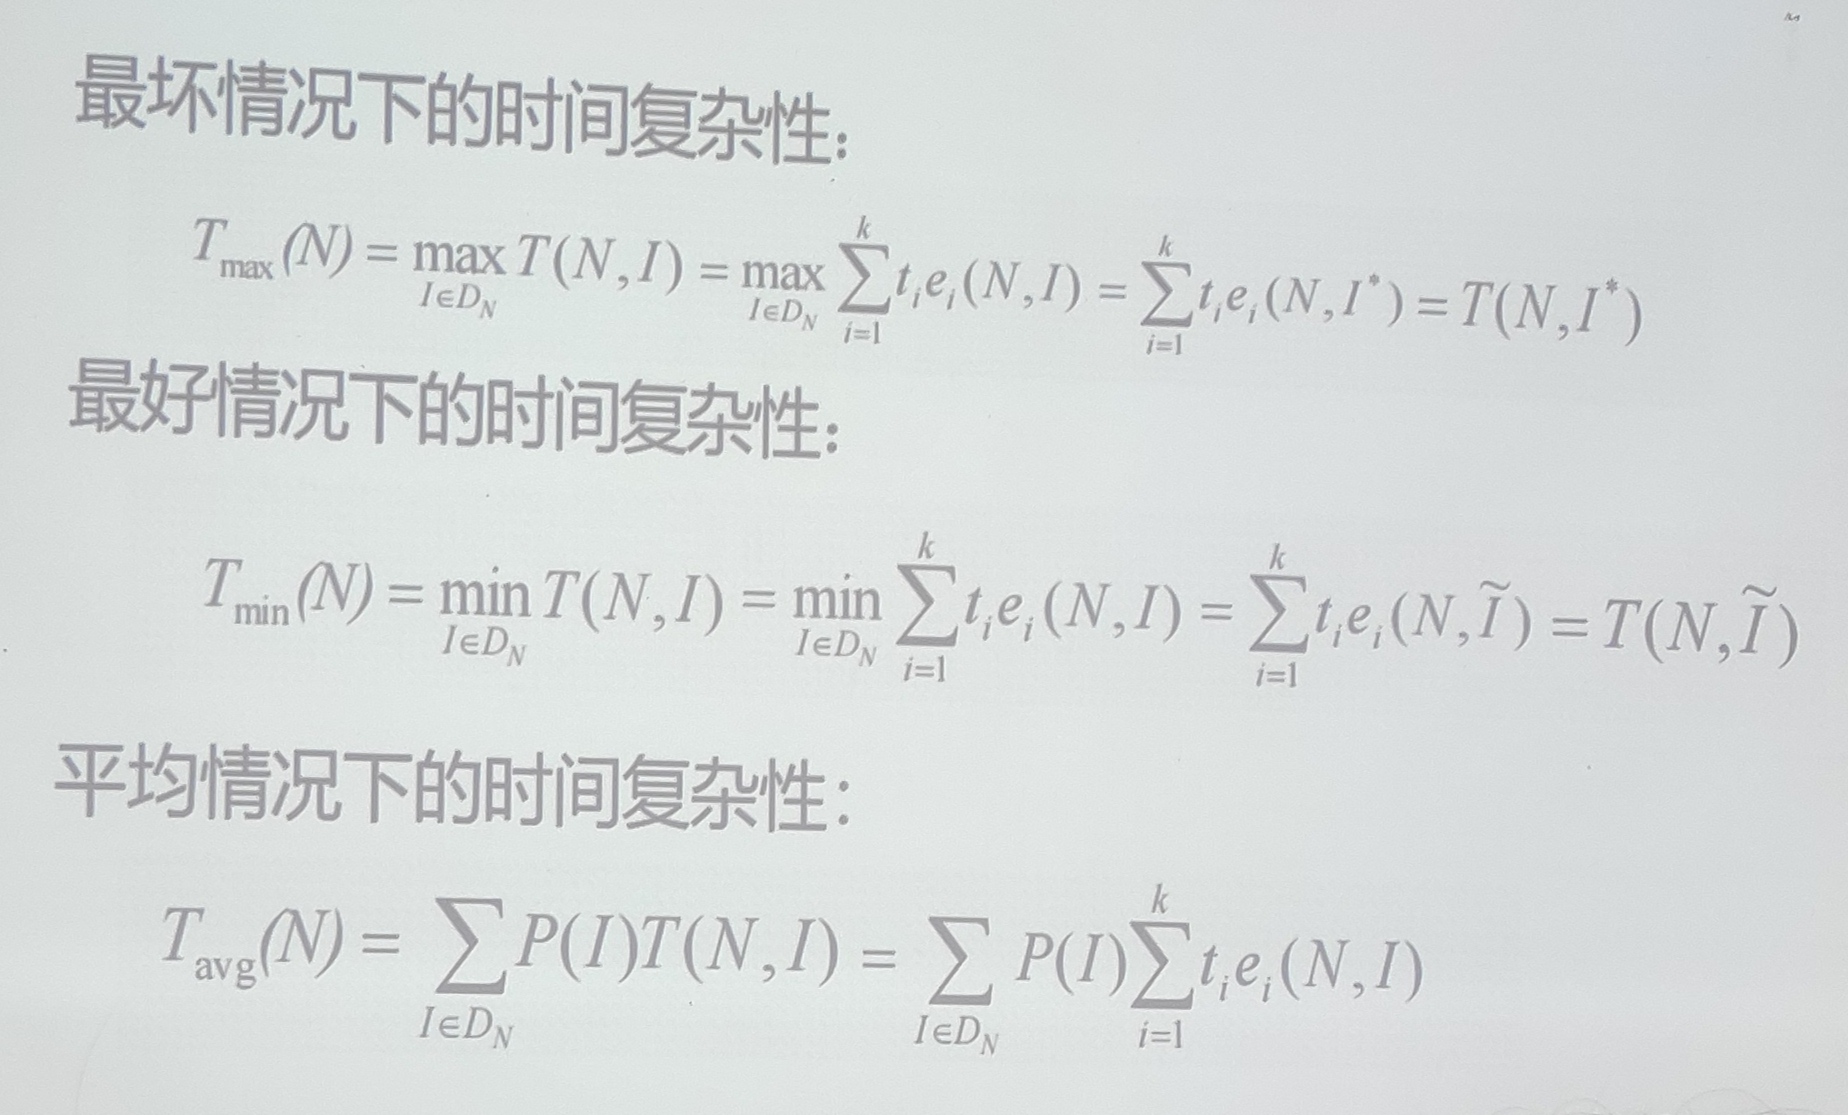 最坏情况下的时间复杂性：
T_max(N) = max_{I∈D_N} T(N,I) = max_{I∈D_N} ∑_{i=1}^{k} t_i e_i(N,I) = ∑_{i=1}^{k} t_i e_i(N,I*) = T(N,I*)
最好情况下的时间复杂性：
T_min(N) = min_{I∈D_N} T(N,I) = min_{I∈D_N} ∑_{i=1}^{k} t_i e_i(N,I) = ∑_{i=1}^{k} t_i e_i(N,Ĩ) = T(N,Ĩ)
平均情况下的时间复杂性：
T_avg(N) = ∑_{I∈D_N} P(I)T(N,I) = ∑_{I∈D_N} P(I) ∑_{i=1}^{k} t_i e_i(N,I)